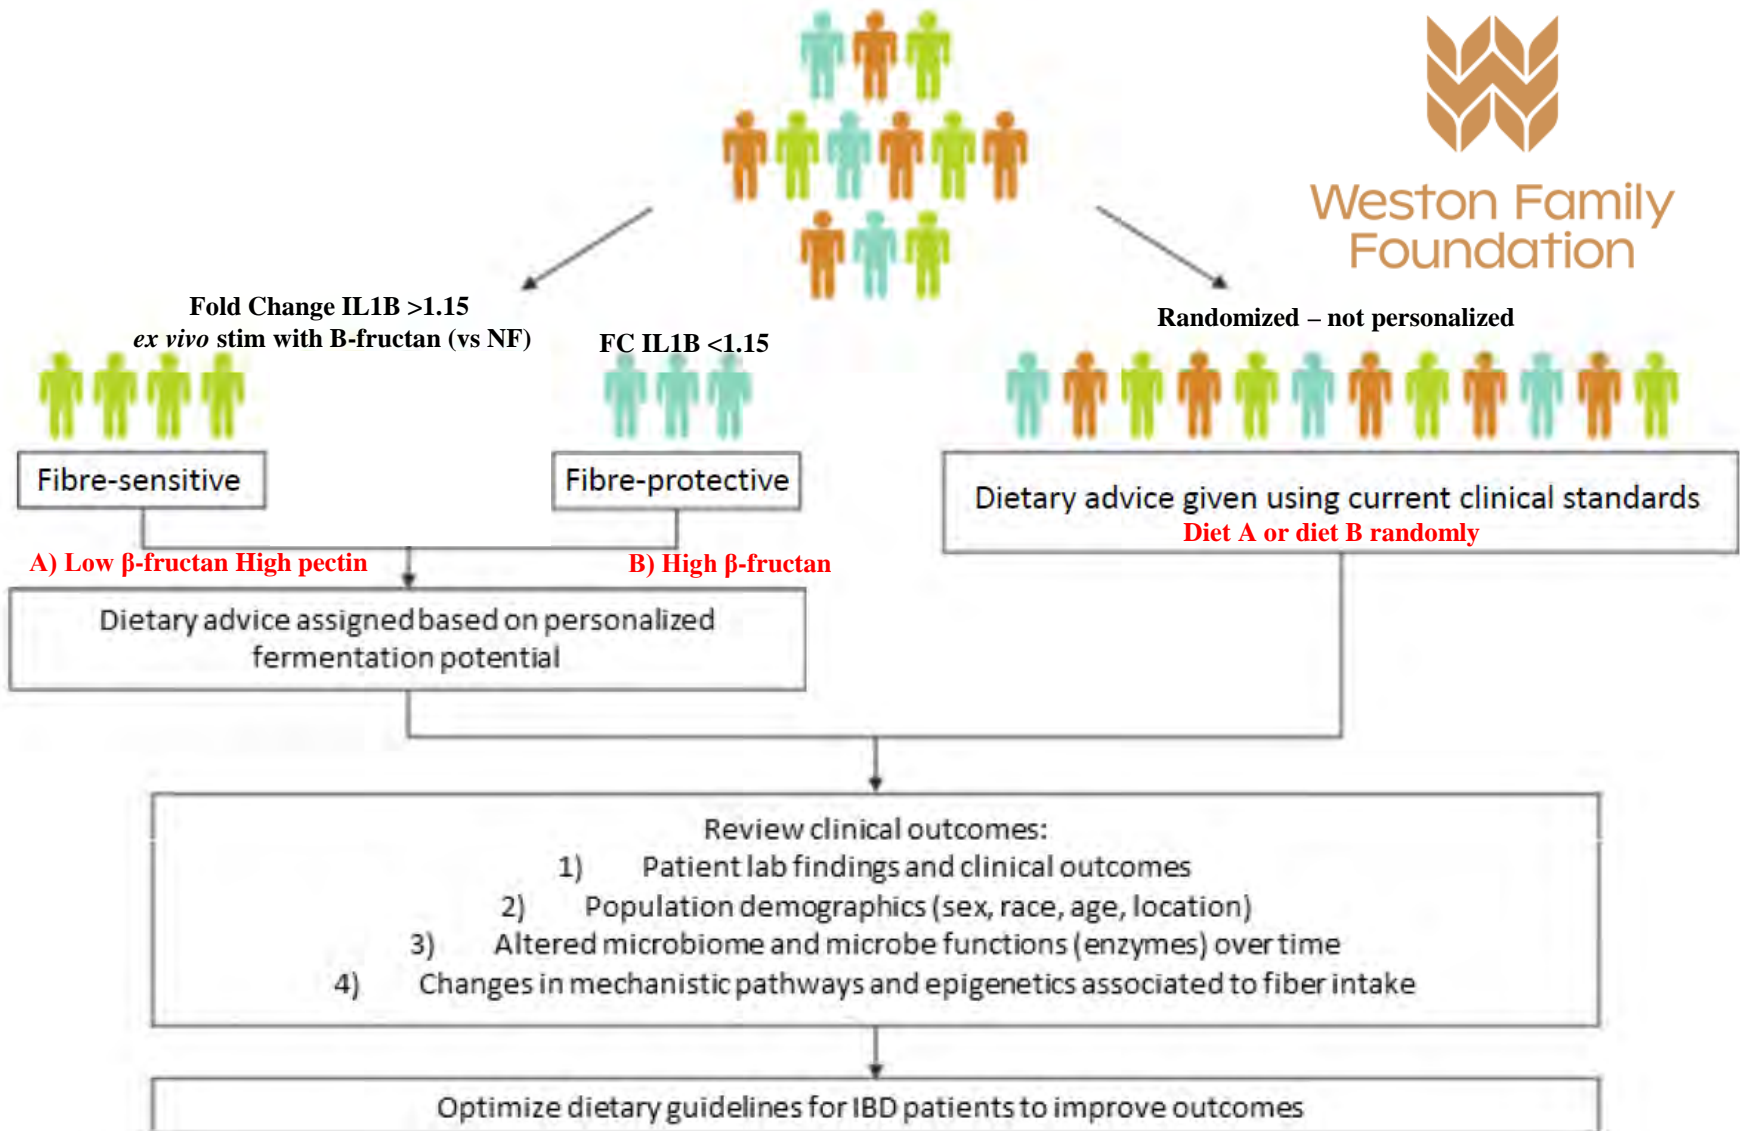 Weston Family
Foundation
Fold Change IL1B >1.15
ex vivo stim with B-fructan (vs NF)
FC IL1B <1.15
Randomized – not personalized
Fibre-sensitive
Fibre-protective
Dietary advice given using current clinical standards
Diet A or diet B randomly
A) Low β-fructan High pectin
B) High β-fructan
Dietary advice assigned based on personalized
fermentation potential
Review clinical outcomes:
1) Patient lab findings and clinical outcomes
2) Population demographics (sex, race, age, location)
3) Altered microbiome and microbe functions (enzymes) over time
4) Changes in mechanistic pathways and epigenetics associated to fiber intake
Optimize dietary guidelines for IBD patients to improve outcomes